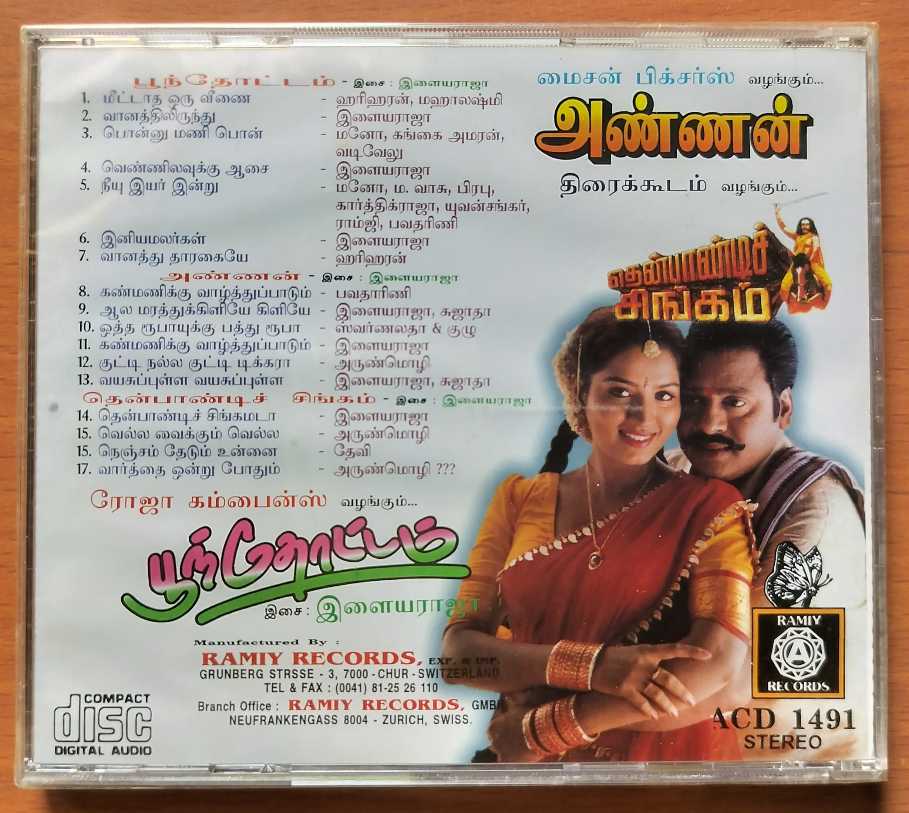 பூந்தோட்டம் - இசை : இளையராஜா
1. மீட்டாத ஒரு வீணை - ஹரிஹரன், மஹாலஷ்மி
2. வானத்திலிருந்து - இளையராஜா
3. பொன்னு மணி பொன் - மனோ, கங்கை அமரன்,
வடிவேலு
4. வெண்ணிலவுக்கு ஆசை - இளையராஜா
5. நீயு இயர் இன்று - மனோ, ம. வாசு, பிரபு,
கார்த்திக்ராஜா, யுவன்சங்கர்,
ராம்ஜி, பவதரிணி
6. இனியமலர்கள் - இளையராஜா
7. வானத்து தாரகையே - ஹரிஹரன்
அண்ணன் - இசை : இளையராஜா
8. கண்மணிக்கு வாழ்த்துப்பாடும் - பவதாரிணி
9. ஆல மரத்துக்கிளியே கிளியே - இளையராஜா, சுஜாதா
10. ஒத்த ரூபாயுக்கு பத்து ரூபா - ஸ்வர்ணலதா & குழு
11. கண்மணிக்கு வாழ்த்துப்பாடும் - இளையராஜா
12. குட்டி நல்ல குட்டி டிக்கரா - அருண்மொழி
13. வயசுப்புள்ள வயசுப்புள்ள - இளையராஜா, சுஜாதா
தென்பாண்டிச் சிங்கம் - இசை : இளையராஜா
14. தென்பாண்டிச் சிங்கமடா - இளையராஜா
15. வெல்ல வைக்கும் வெல்ல - அருண்மொழி
15. நெஞ்சம் தேடும் உன்னை - தேவி
17. வார்த்தை ஒன்று போதும் - அருண்மொழி ???
ரோஜா கம்பைன்ஸ் வழங்கும்...
பூந்தோட்டம்
இசை : இளையராஜா
Manufactured By :
RAMIY RECORDS, EXP. & IMP.
GRUNBERG STRSSE - 3, 7000 - CHUR - SWITZERLAND
TEL & FAX : (0041) 81-25 26 110
Branch Office : RAMIY RECORDS, GMB
NEUFRANKENGASS 8004 - ZURICH, SWISS.
COMPACT
disc
DIGITAL AUDIO
மைசன் பிக்சர்ஸ் வழங்கும்...
அண்ணன்
திரைக்கூடம் வழங்கும்...
தென்பாண்டிச்
சிங்கம்
RAMIY
A
RECORDS
ACD 1491
STEREO